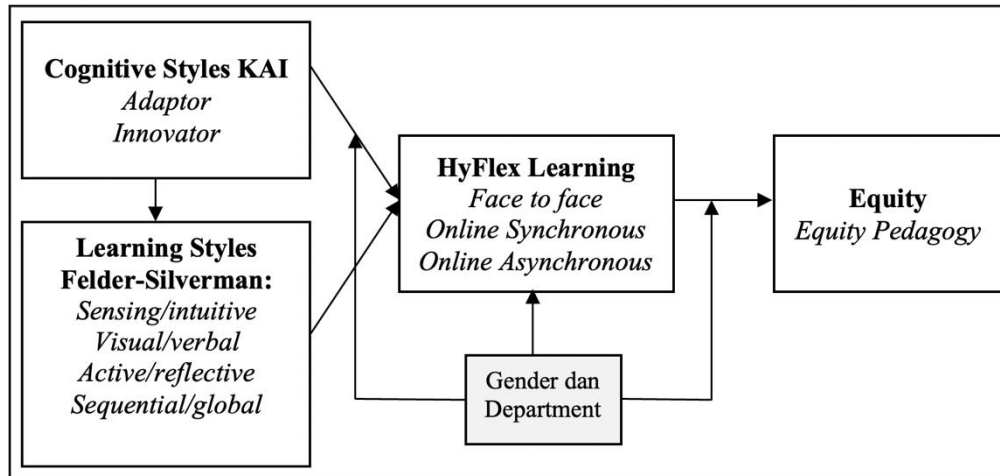 Cognitive Styles KAI
Adaptor
Innovator
Learning Styles
Felder-Silverman:
Sensing/intuitive
Visual/verbal
Active/reflective
Sequential/global
HyFlex Learning
Face to face
Online Synchronous
Online Asynchronous
Gender dan
Department
Equity
Equity Pedagogy